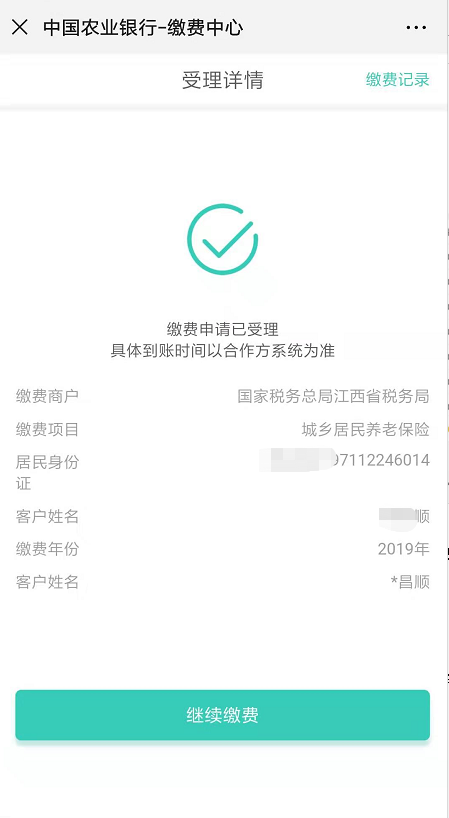 中国农业银行-缴费中心
受理详情
缴费记录
缴费申请已受理
具体到账时间以合作方系统为准
缴费商户 国家税务总局江西省税务局
缴费项目 城乡居民养老保险
居民身份证 97112246014
客户姓名 顺
缴费年份 2019年
客户姓名 *昌顺
继续缴费